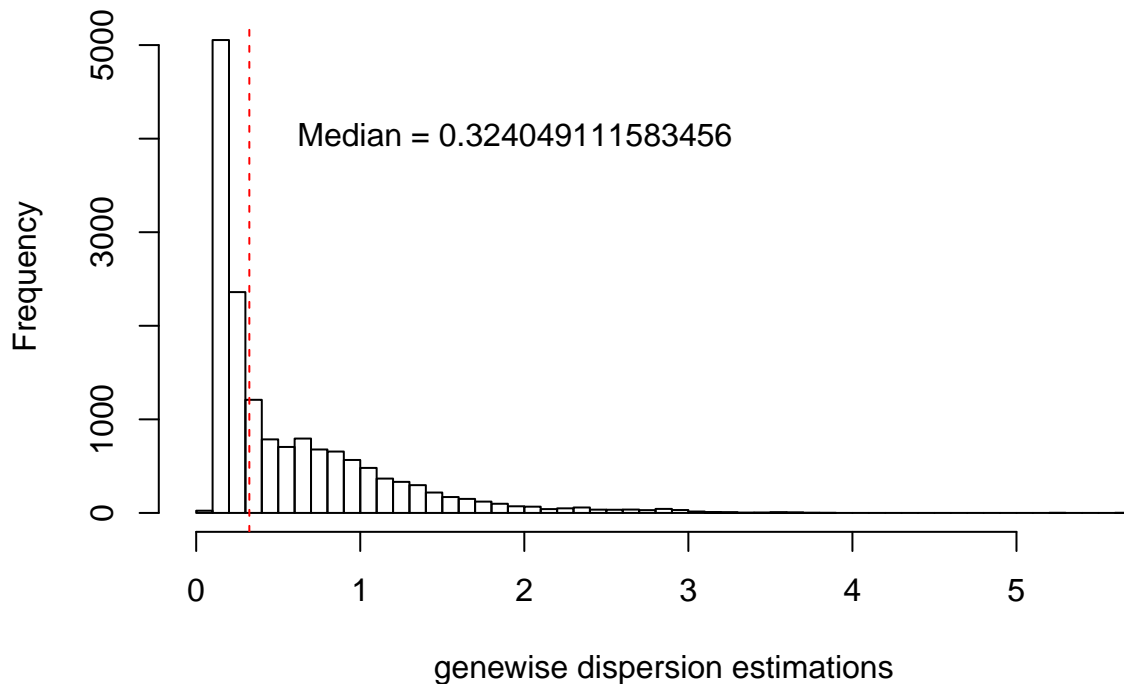 5000
3000
1000
0
Frequency
Median = 0.324049111583456
0 1 2 3 4 5
genewise dispersion estimations